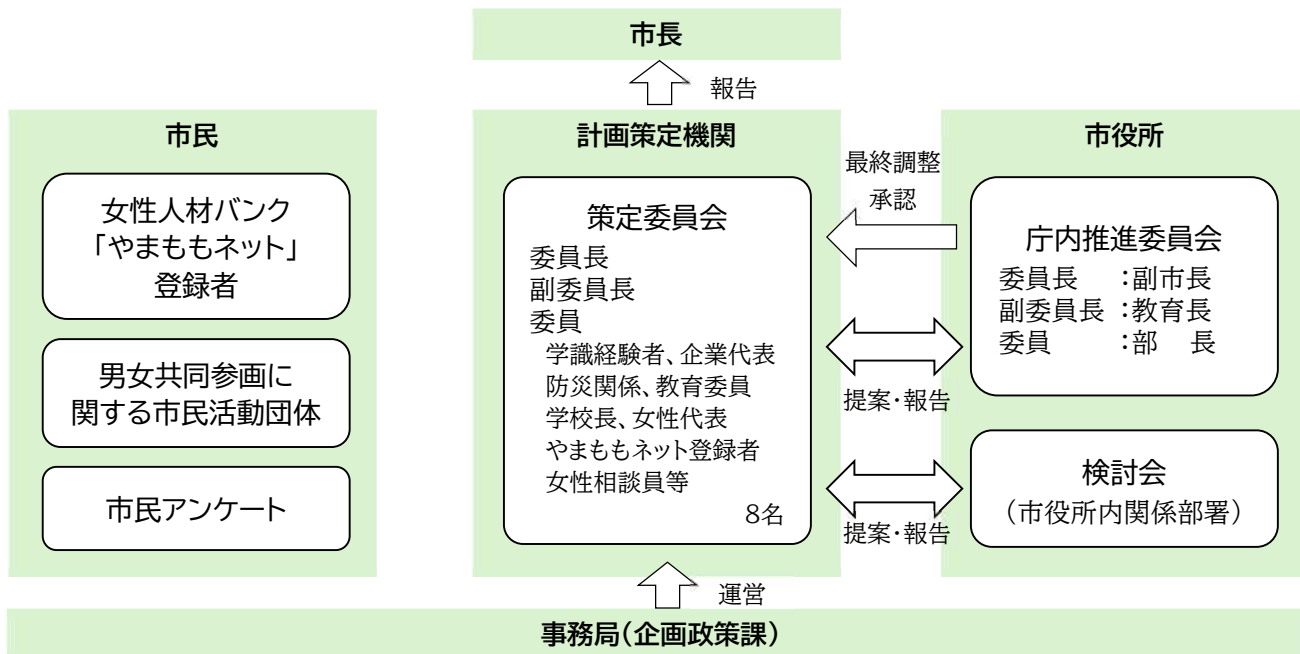 市長
報告
市民
女性人材バンク
「やまももネット」
登録者
男女共同参画に
関する市民活動団体
市民アンケート
計画策定機関
策定委員会
委員長
副委員長
委員
学識経験者、企業代表
防災関係、教育委員
学校長、女性代表
やまももネット登録者
女性相談員等
8名
最終調整
承認
提案・報告
提案・報告
市役所
庁内推進委員会
委員長　：副市長
副委員長：教育長
委員　　：部　長
検討会
（市役所内関係部署）
運営
事務局（企画政策課）